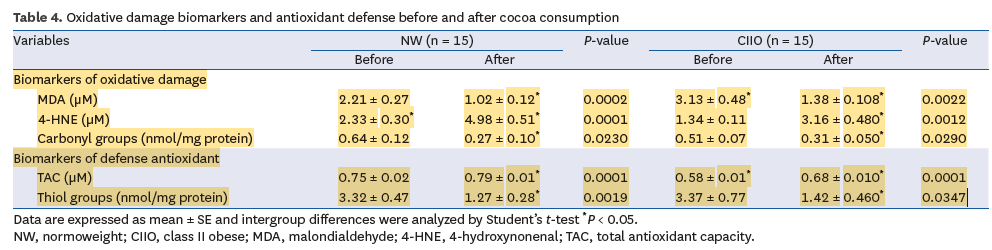 Table 4. Oxidative damage biomarkers and antioxidant defense before and after cocoa consumption
Variables NW (n = 15) P-value CIIO (n = 15) P-value
Before After Before After
Biomarkers of oxidative damage
MDA (µM) 2.21 ± 0.27 1.02 ± 0.12* 0.0002 3.13 ± 0.48* 1.38 ± 0.108* 0.0022
4-HNE (µM) 2.33 ± 0.30* 4.98 ± 0.51* 0.0001 1.34 ± 0.11 3.16 ± 0.480* 0.0012
Carbonyl groups (nmol/mg protein) 0.64 ± 0.12 0.27 ± 0.10* 0.0230 0.51 ± 0.07 0.31 ± 0.050* 0.0290
Biomarkers of defense antioxidant
TAC (µM) 0.75 ± 0.02 0.79 ± 0.01* 0.0001 0.58 ± 0.01* 0.68 ± 0.010* 0.0001
Thiol groups (nmol/mg protein) 3.32 ± 0.47 1.27 ± 0.28* 0.0019 3.37 ± 0.77 1.42 ± 0.460* 0.0347
Data are expressed as mean ± SE and intergroup differences were analyzed by Student's t-test *P < 0.05.
NW, normoweight; CIIO, class II obese; MDA, malondialdehyde; 4-HNE, 4-hydroxynonenal; TAC, total antioxidant capacity.